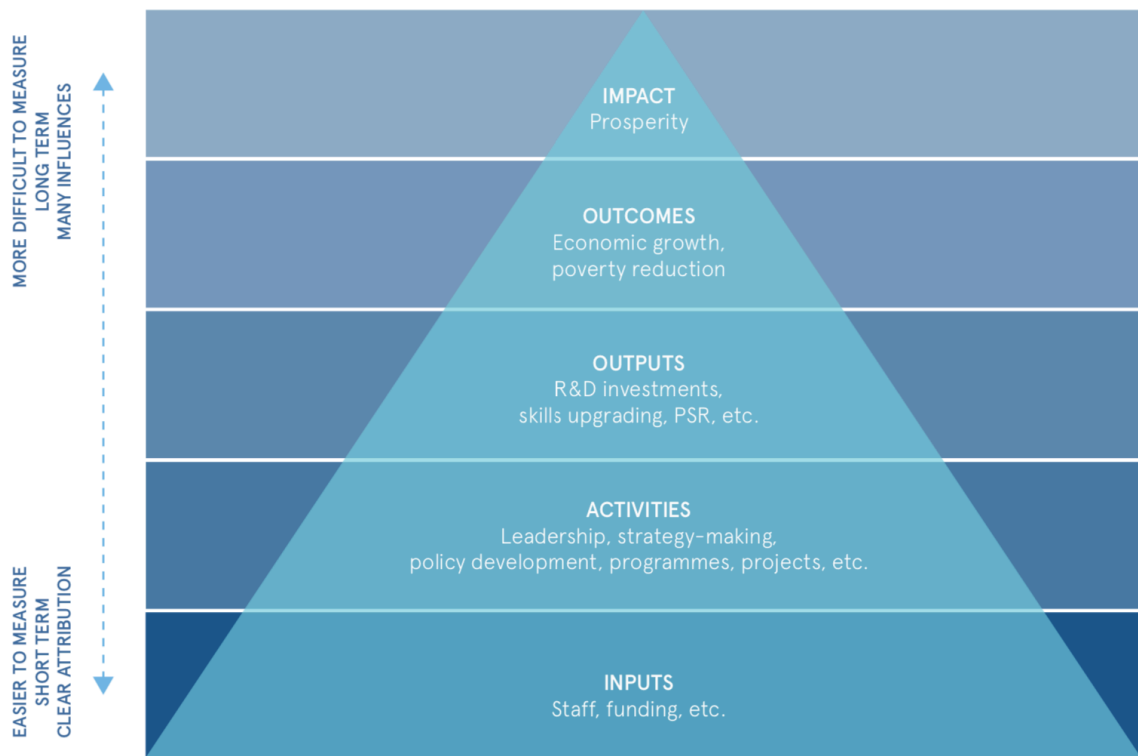 MORE DIFFICULT TO MEASURE
LONG TERM
MANY INFLUENCES
EASIER TO MEASURE
SHORT TERM
CLEAR ATTRIBUTION
IMPACT
Prosperity
OUTCOMES
Economic growth,
poverty reduction
OUTPUTS
R&D investments,
skills upgrading, PSR, etc.
ACTIVITIES
Leadership, strategy-making,
policy development, programmes, projects, etc.
INPUTS
Staff, funding, etc.